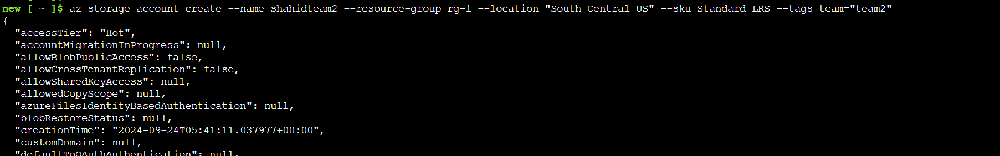 new [ ~ ]$ az storage account create --name shahidteam2 --resource-group rg-1 --location "South Central US" --sku Standard_LRS --tags team="team2"
{
  "accessTier": "Hot",
  "accountMigrationInProgress": null,
  "allowBlobPublicAccess": false,
  "allowCrossTenantReplication": false,
  "allowSharedKeyAccess": null,
  "allowedCopyScope": null,
  "azureFilesIdentityBasedAuthentication": null,
  "blobRestoreStatus": null,
  "creationTime": "2024-09-24T05:41:11.037977+00:00",
  "customDomain": null,
  "defaultToOAuthAuthentication": null,